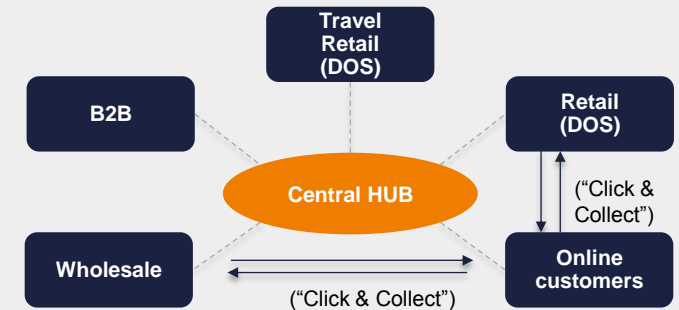 Travel
Retail
(DOS)
B2B
Retail
(DOS)
Central HUB
(“Click &
Collect”)
Wholesale
Online
customers
(“Click & Collect”)